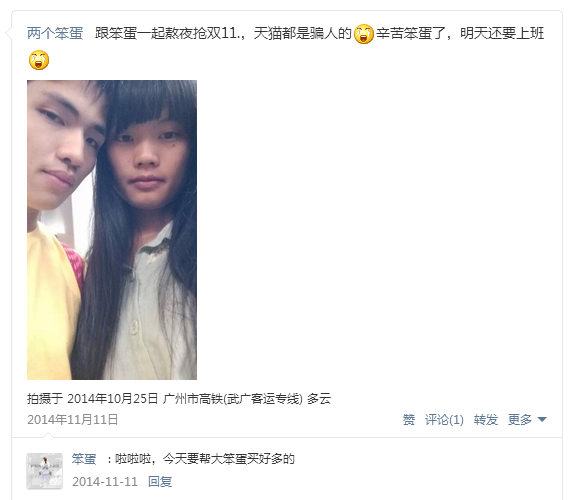 两个笨蛋 跟笨蛋一起熬夜抢双11.，天猫都是骗人的 辛苦笨蛋了，明天还要上班
拍摄于 2014年10月25日 广州市高铁(武广客运专线) 多云
2014年11月11日 赞 评论(1) 转发 更多
笨蛋 ：啦啦啦，今天要帮大笨蛋买好多的
2014-11-11 回复